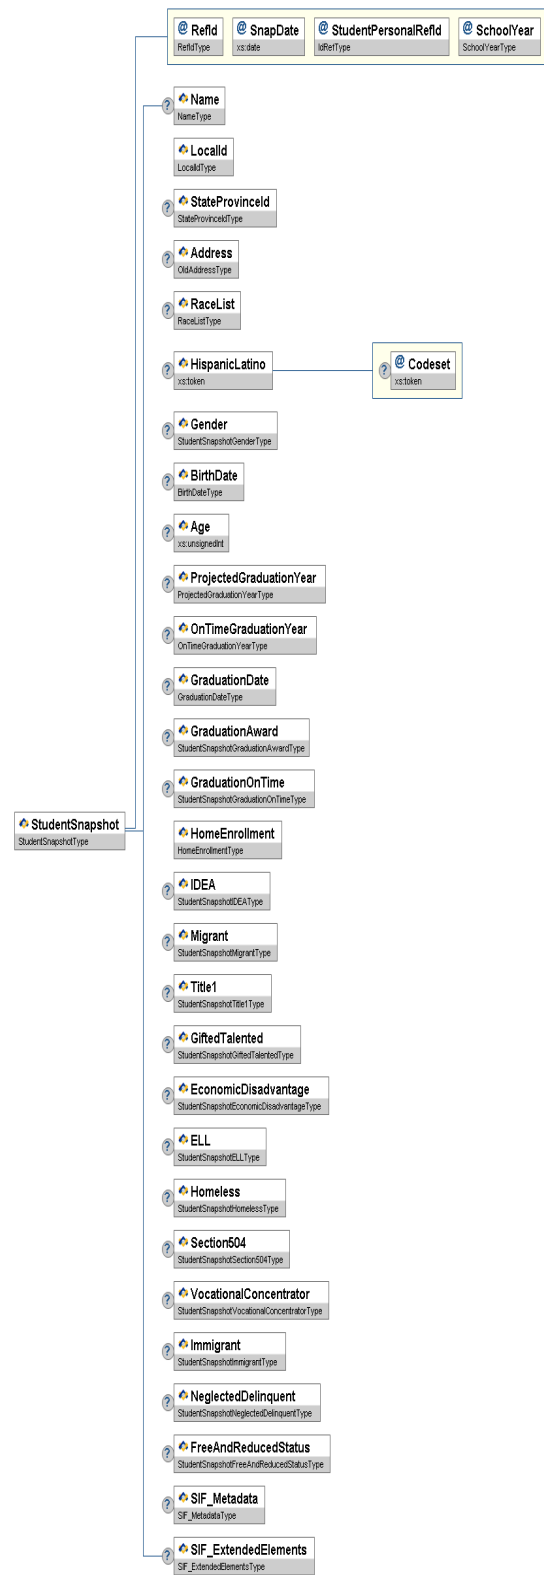 @ RefId
RefIdType
@ SnapDate
xs:date
@ StudentPersonalRefId
IdRefType
@ SchoolYear
SchoolYearType
? Name
NameType
LocalId
LocalIdType
? StateProvinceId
StateProvinceIdType
? Address
OldAddressType
? RaceList
RaceListType
? HispanicLatino
xs:token
? @ Codeset
xs:token
? Gender
StudentSnapshotGenderType
? BirthDate
BirthDateType
? Age
xs:unsignedInt
? ProjectedGraduationYear
ProjectedGraduationYearType
? OnTimeGraduationYear
OnTimeGraduationYearType
? GraduationDate
GraduationDateType
? GraduationAward
StudentSnapshotGraduationAwardType
? GraduationOnTime
StudentSnapshotGraduationOnTimeType
StudentSnapshot
StudentSnapshotType
HomeEnrollment
HomeEnrollmentType
? IDEA
StudentSnapshotIDEAType
? Migrant
StudentSnapshotMigrantType
? Title1
StudentSnapshotTitle1Type
? GiftedTalented
StudentSnapshotGiftedTalentedType
? EconomicDisadvantage
StudentSnapshotEconomicDisadvantageType
? ELL
StudentSnapshotELLType
? Homeless
StudentSnapshotHomelessType
? Section504
StudentSnapshotSection504Type
? VocationalConcentrator
StudentSnapshotVocationalConcentratorType
? Immigrant
StudentSnapshotImmigrantType
? NeglectedDelinquent
StudentSnapshotNeglectedDelinquentType
? FreeAndReducedStatus
StudentSnapshotFreeAndReducedStatusType
? SIF_Metadata
SIF_MetadataType
? SIF_ExtendedElements
SIF_ExtendedElementsType